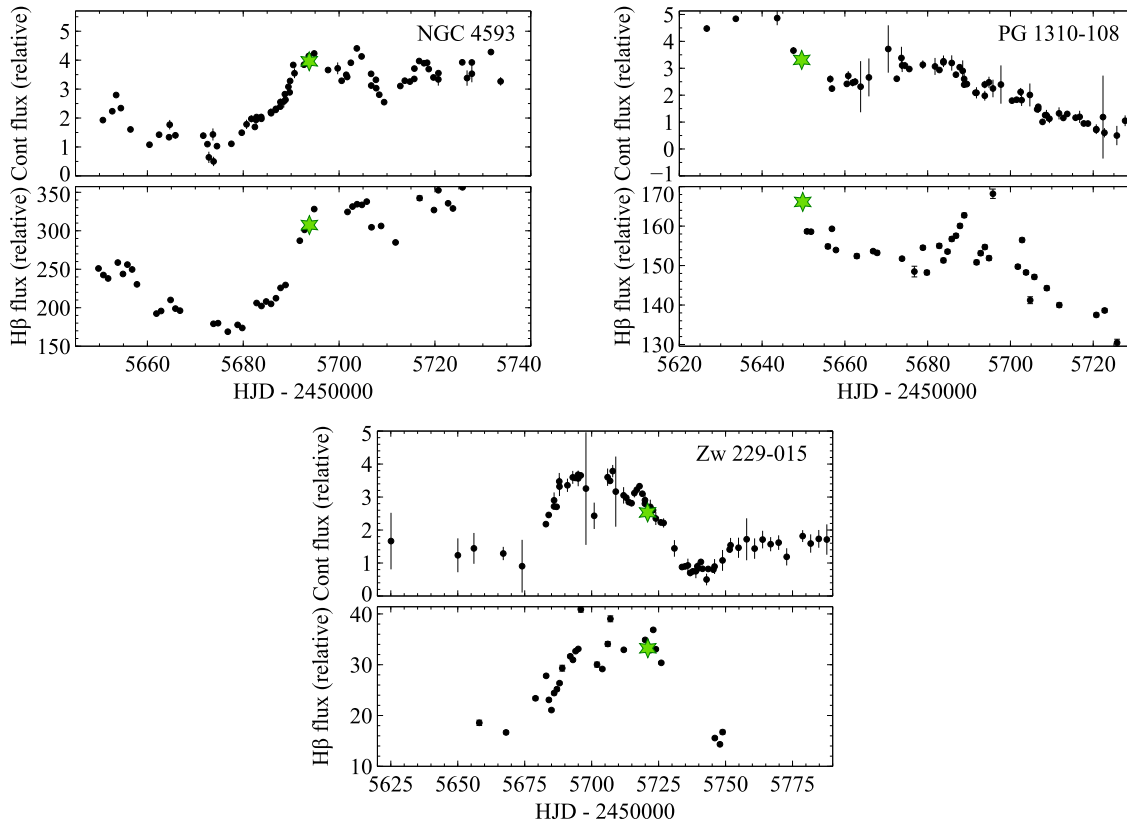 NGC 4593
Cont flux (relative)
5
4
3
2
1
0
Hβ flux (relative)
350
300
250
200
150
5660 5680 5700 5720 5740
HJD - 2450000
PG 1310-108
Cont flux (relative)
5
4
3
2
1
0
−1
Hβ flux (relative)
170
160
150
140
130
5620 5640 5660 5680 5700 5720
HJD - 2450000
Zw 229-015
Cont flux (relative)
5
4
3
2
1
0
Hβ flux (relative)
40
30
20
10
5625 5650 5675 5700 5725 5750 5775
HJD - 2450000